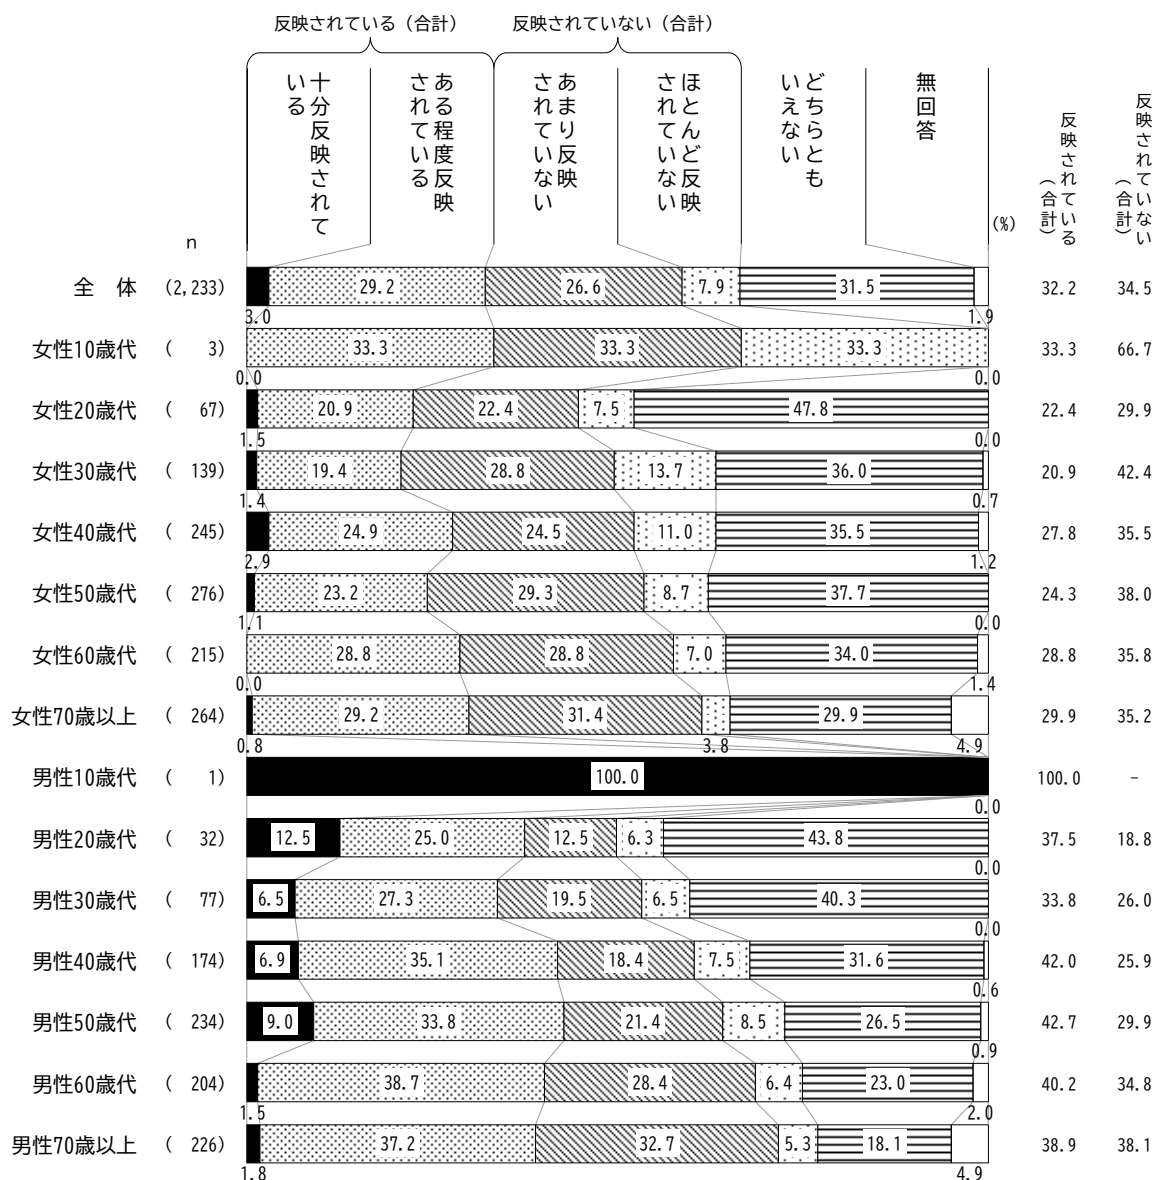 反映されている（合計） 反映されていない（合計）
十分反映されて
いる
ある程度反映
されている
あまり反映
されていない
ほとんど反映
されていない
どちらとも
いえない
無回答
(%)
反映されている
（合計）
反映されていない
（合計）
n
全 体 (2,233) 29.2 26.6 7.9 31.5 32.2 34.5
3.0 1.9
女性10歳代 ( 3) 33.3 33.3 33.3 33.3 66.7
0.0 0.0
女性20歳代 ( 67) 20.9 22.4 7.5 47.8 22.4 29.9
1.5 0.0
女性30歳代 ( 139) 19.4 28.8 13.7 36.0 20.9 42.4
1.4 0.7
女性40歳代 ( 245) 24.9 24.5 11.0 35.5 27.8 35.5
2.9 1.2
女性50歳代 ( 276) 23.2 29.3 8.7 37.7 24.3 38.0
1.1 0.0
女性60歳代 ( 215) 28.8 28.8 7.0 34.0 28.8 35.8
0.0 1.4
女性70歳以上 ( 264) 29.2 31.4 29.9 29.9 35.2
0.8 3.8 4.9
男性10歳代 ( 1) 100.0 100.0 -
0.0
男性20歳代 ( 32) 12.5 25.0 12.5 6.3 43.8 37.5 18.8
0.0
男性30歳代 ( 77) 6.5 27.3 19.5 6.5 40.3 33.8 26.0
0.0
男性40歳代 ( 174) 6.9 35.1 18.4 7.5 31.6 42.0 25.9
0.6
男性50歳代 ( 234) 9.0 33.8 21.4 8.5 26.5 42.7 29.9
0.9
男性60歳代 ( 204) 38.7 28.4 6.4 23.0 40.2 34.8
1.5 2.0
男性70歳以上 ( 226) 37.2 32.7 5.3 18.1 38.9 38.1
1.8 4.9